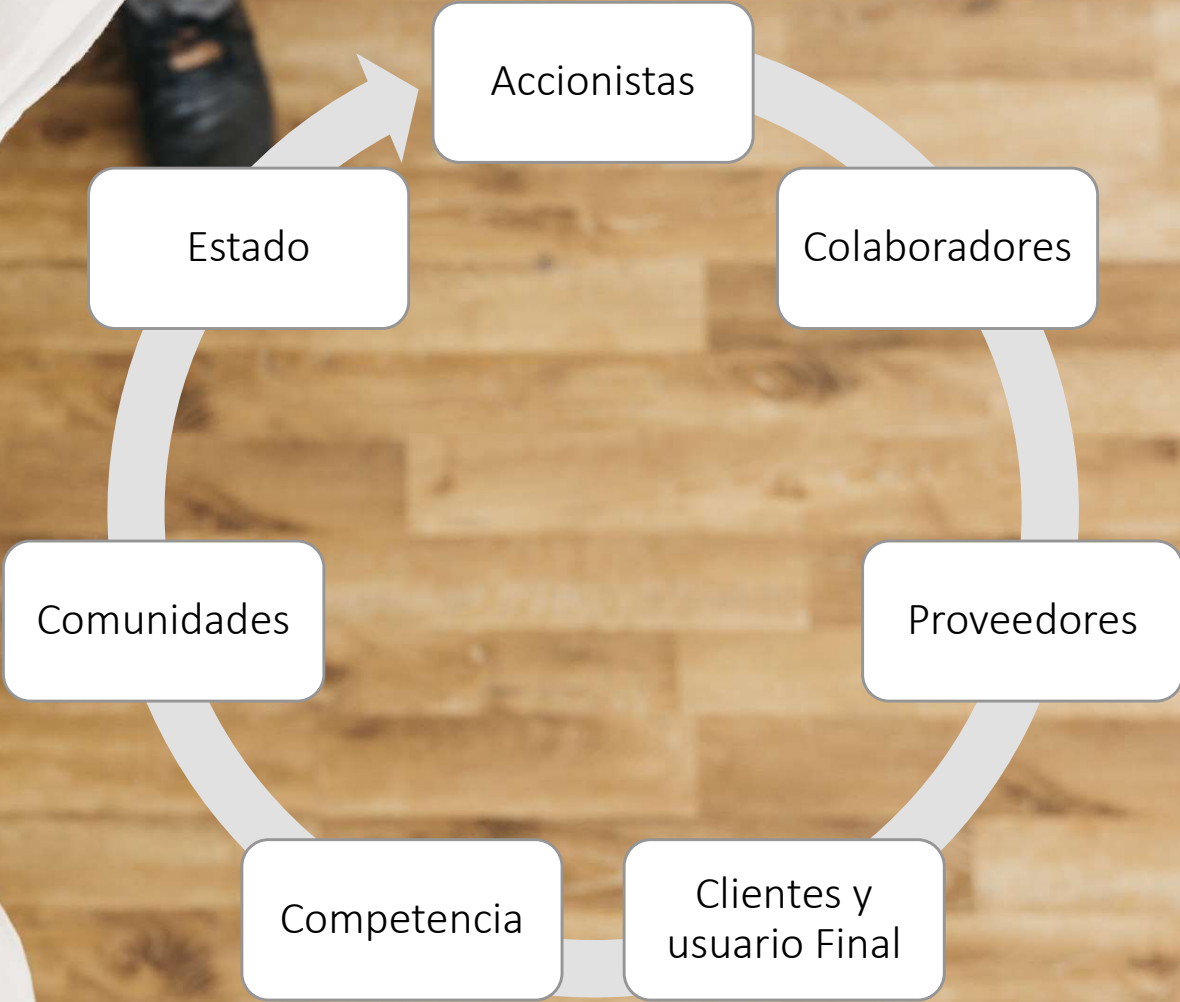 Accionistas
Colaboradores
Proveedores
Clientes y
usuario Final
Competencia
Comunidades
Estado